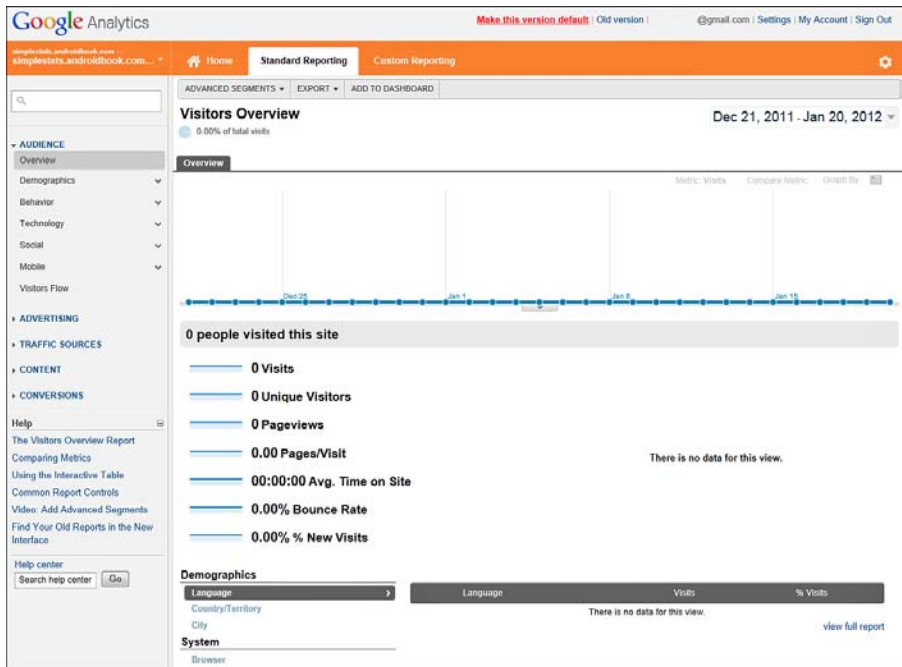 Google Analytics
Make this version default | Old version | @gmail.com | Settings | My Account | Sign Out
simplestats.androidbook.com ...
simplestats.androidbook.com...
Home Standard Reporting Custom Reporting
ADVANCED SEGMENTS EXPORT ADD TO DASHBOARD
Visitors Overview
Dec 21, 2011 - Jan 20, 2012
0.00% of total visits
AUDIENCE
Overview
Demographics
Behavior
Technology
Social
Mobile
Visitors Flow
ADVERTISING
TRAFFIC SOURCES
CONTENT
CONVERSIONS
Help
The Visitors Overview Report
Comparing Metrics
Using the Interactive Table
Common Report Controls
Video: Add Advanced Segments
Find Your Old Reports in the New
Interface
Help center
Search help center Go
Overview
Metric: Visits Compare Metric Graph By:
Dec 25 Jan 1 Jan 8 Jan 15
0 people visited this site
0 Visits
0 Unique Visitors
0 Pageviews
0.00 Pages/Visit
00:00:00 Avg. Time on Site
0.00% Bounce Rate
0.00% % New Visits
There is no data for this view.
Demographics
Language
Country/Territory
City
System
Browser
Language Visits % Visits
There is no data for this view.
view full report